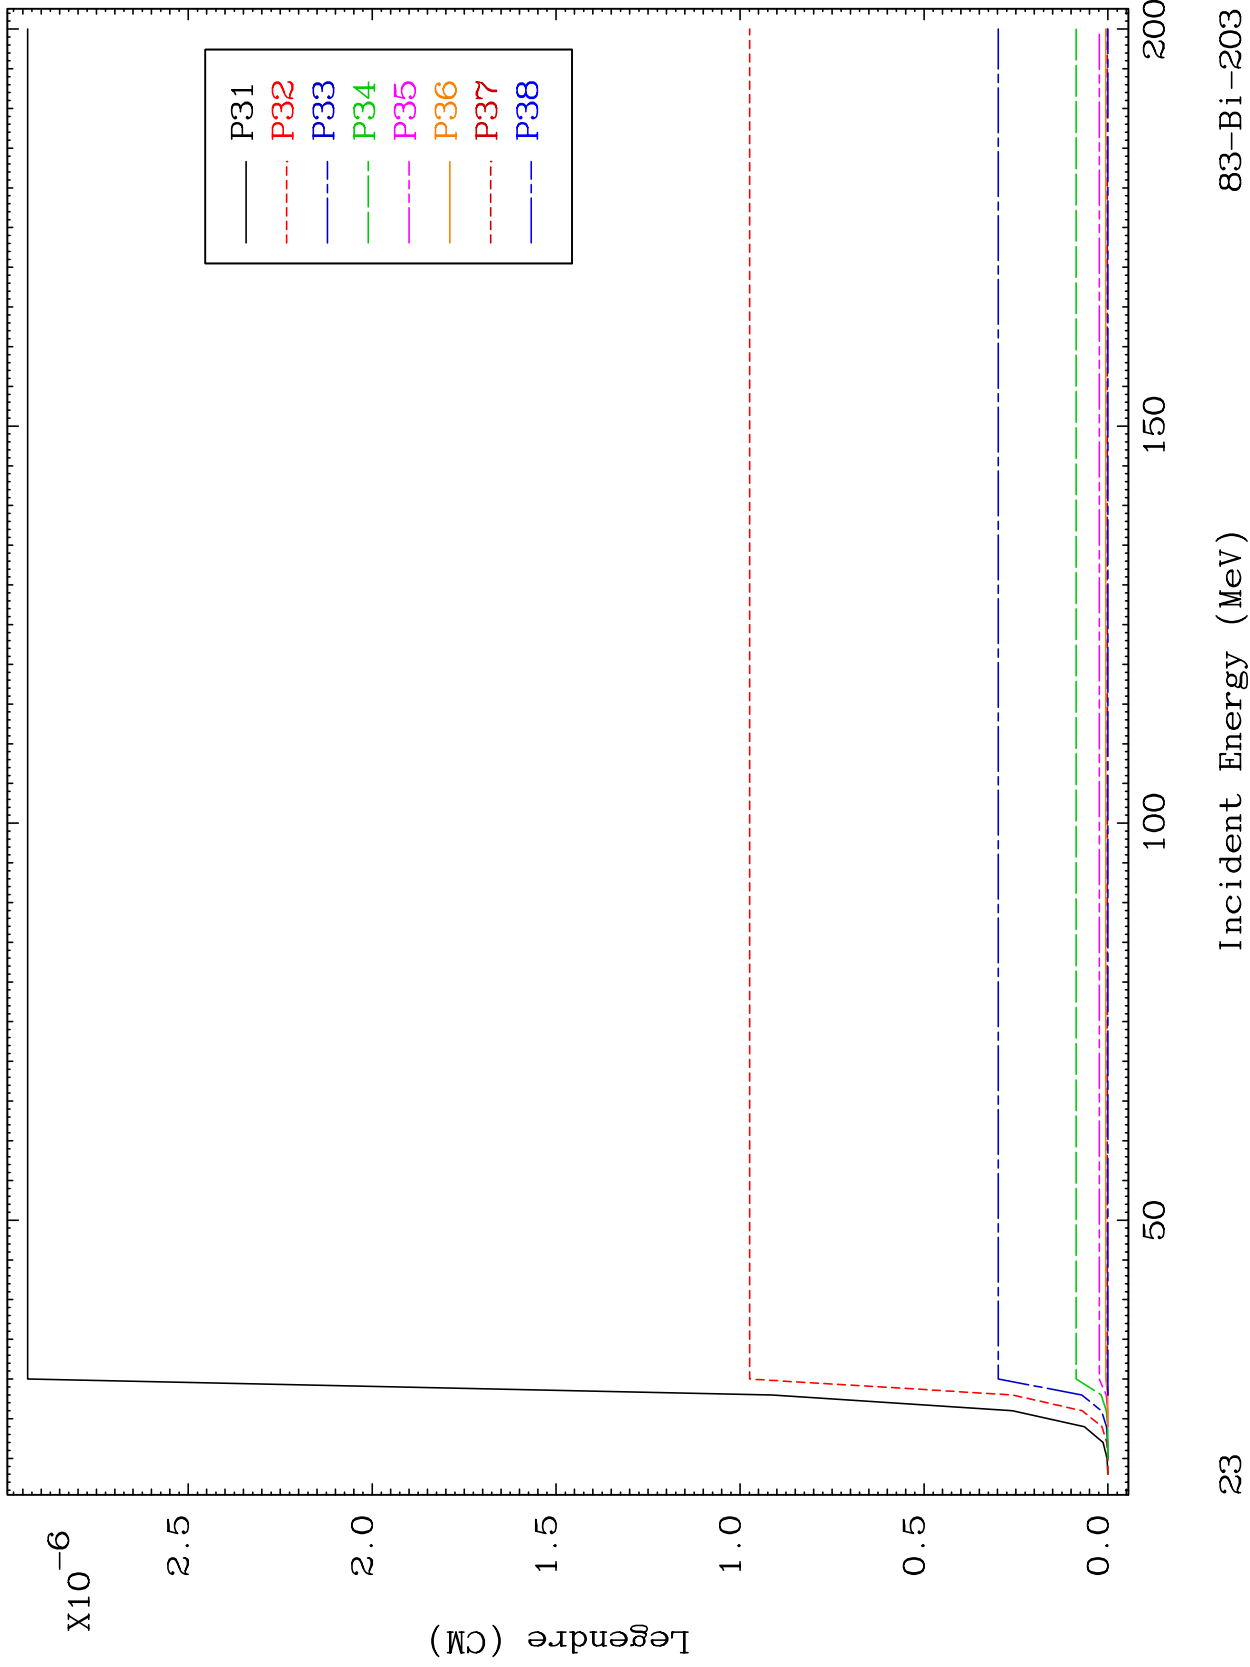 X10-6
2.5
2.0
1.5
1.0
0.5
0.0
Legendre (CM)
P31
P32
P33
P34
P35
P36
P37
P38
50
100
150
200
Incident Energy (MeV)
23
83-Bi-203